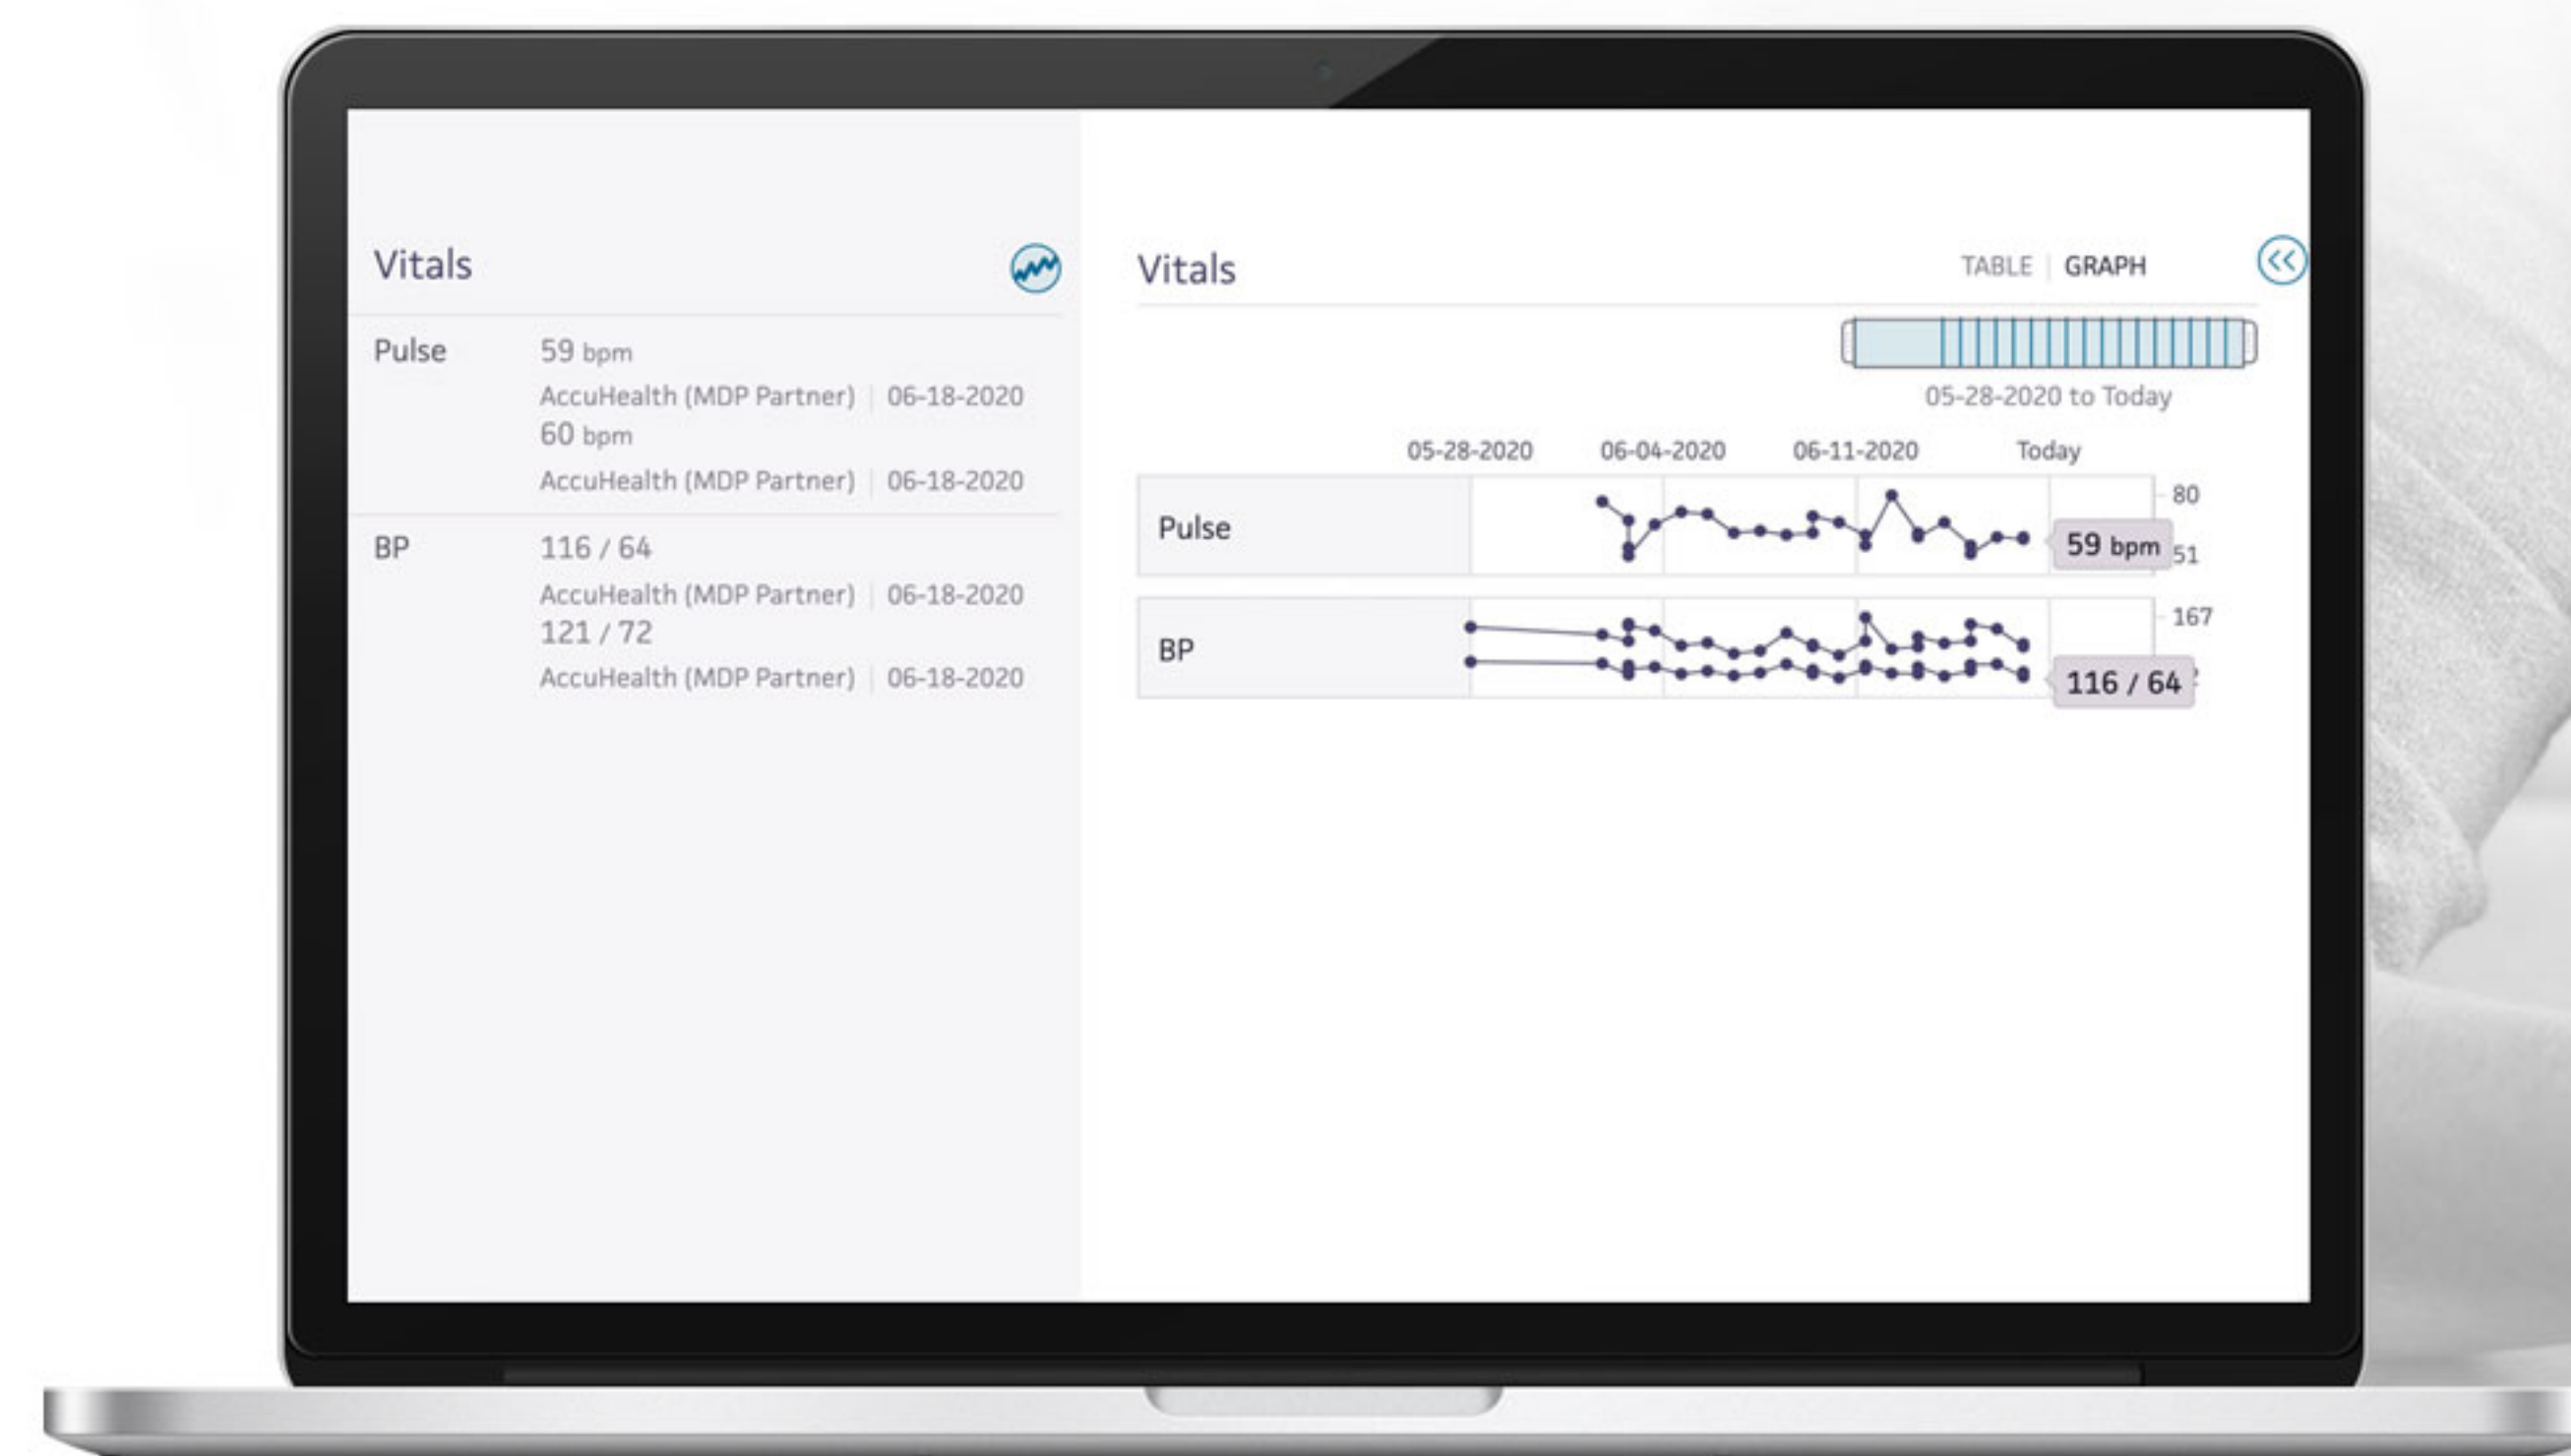 Vitals
Pulse
59 bpm
AccuHealth (MDP Partner) | 06-18-2020
60 bpm
AccuHealth (MDP Partner) | 06-18-2020
BP
116 / 64
AccuHealth (MDP Partner) | 06-18-2020
121 / 72
AccuHealth (MDP Partner) | 06-18-2020
Vitals
TABLE | GRAPH
05-28-2020 to Today
05-28-2020 06-04-2020 06-11-2020 Today
Pulse
80
59 bpm
51
BP
167
116 / 64